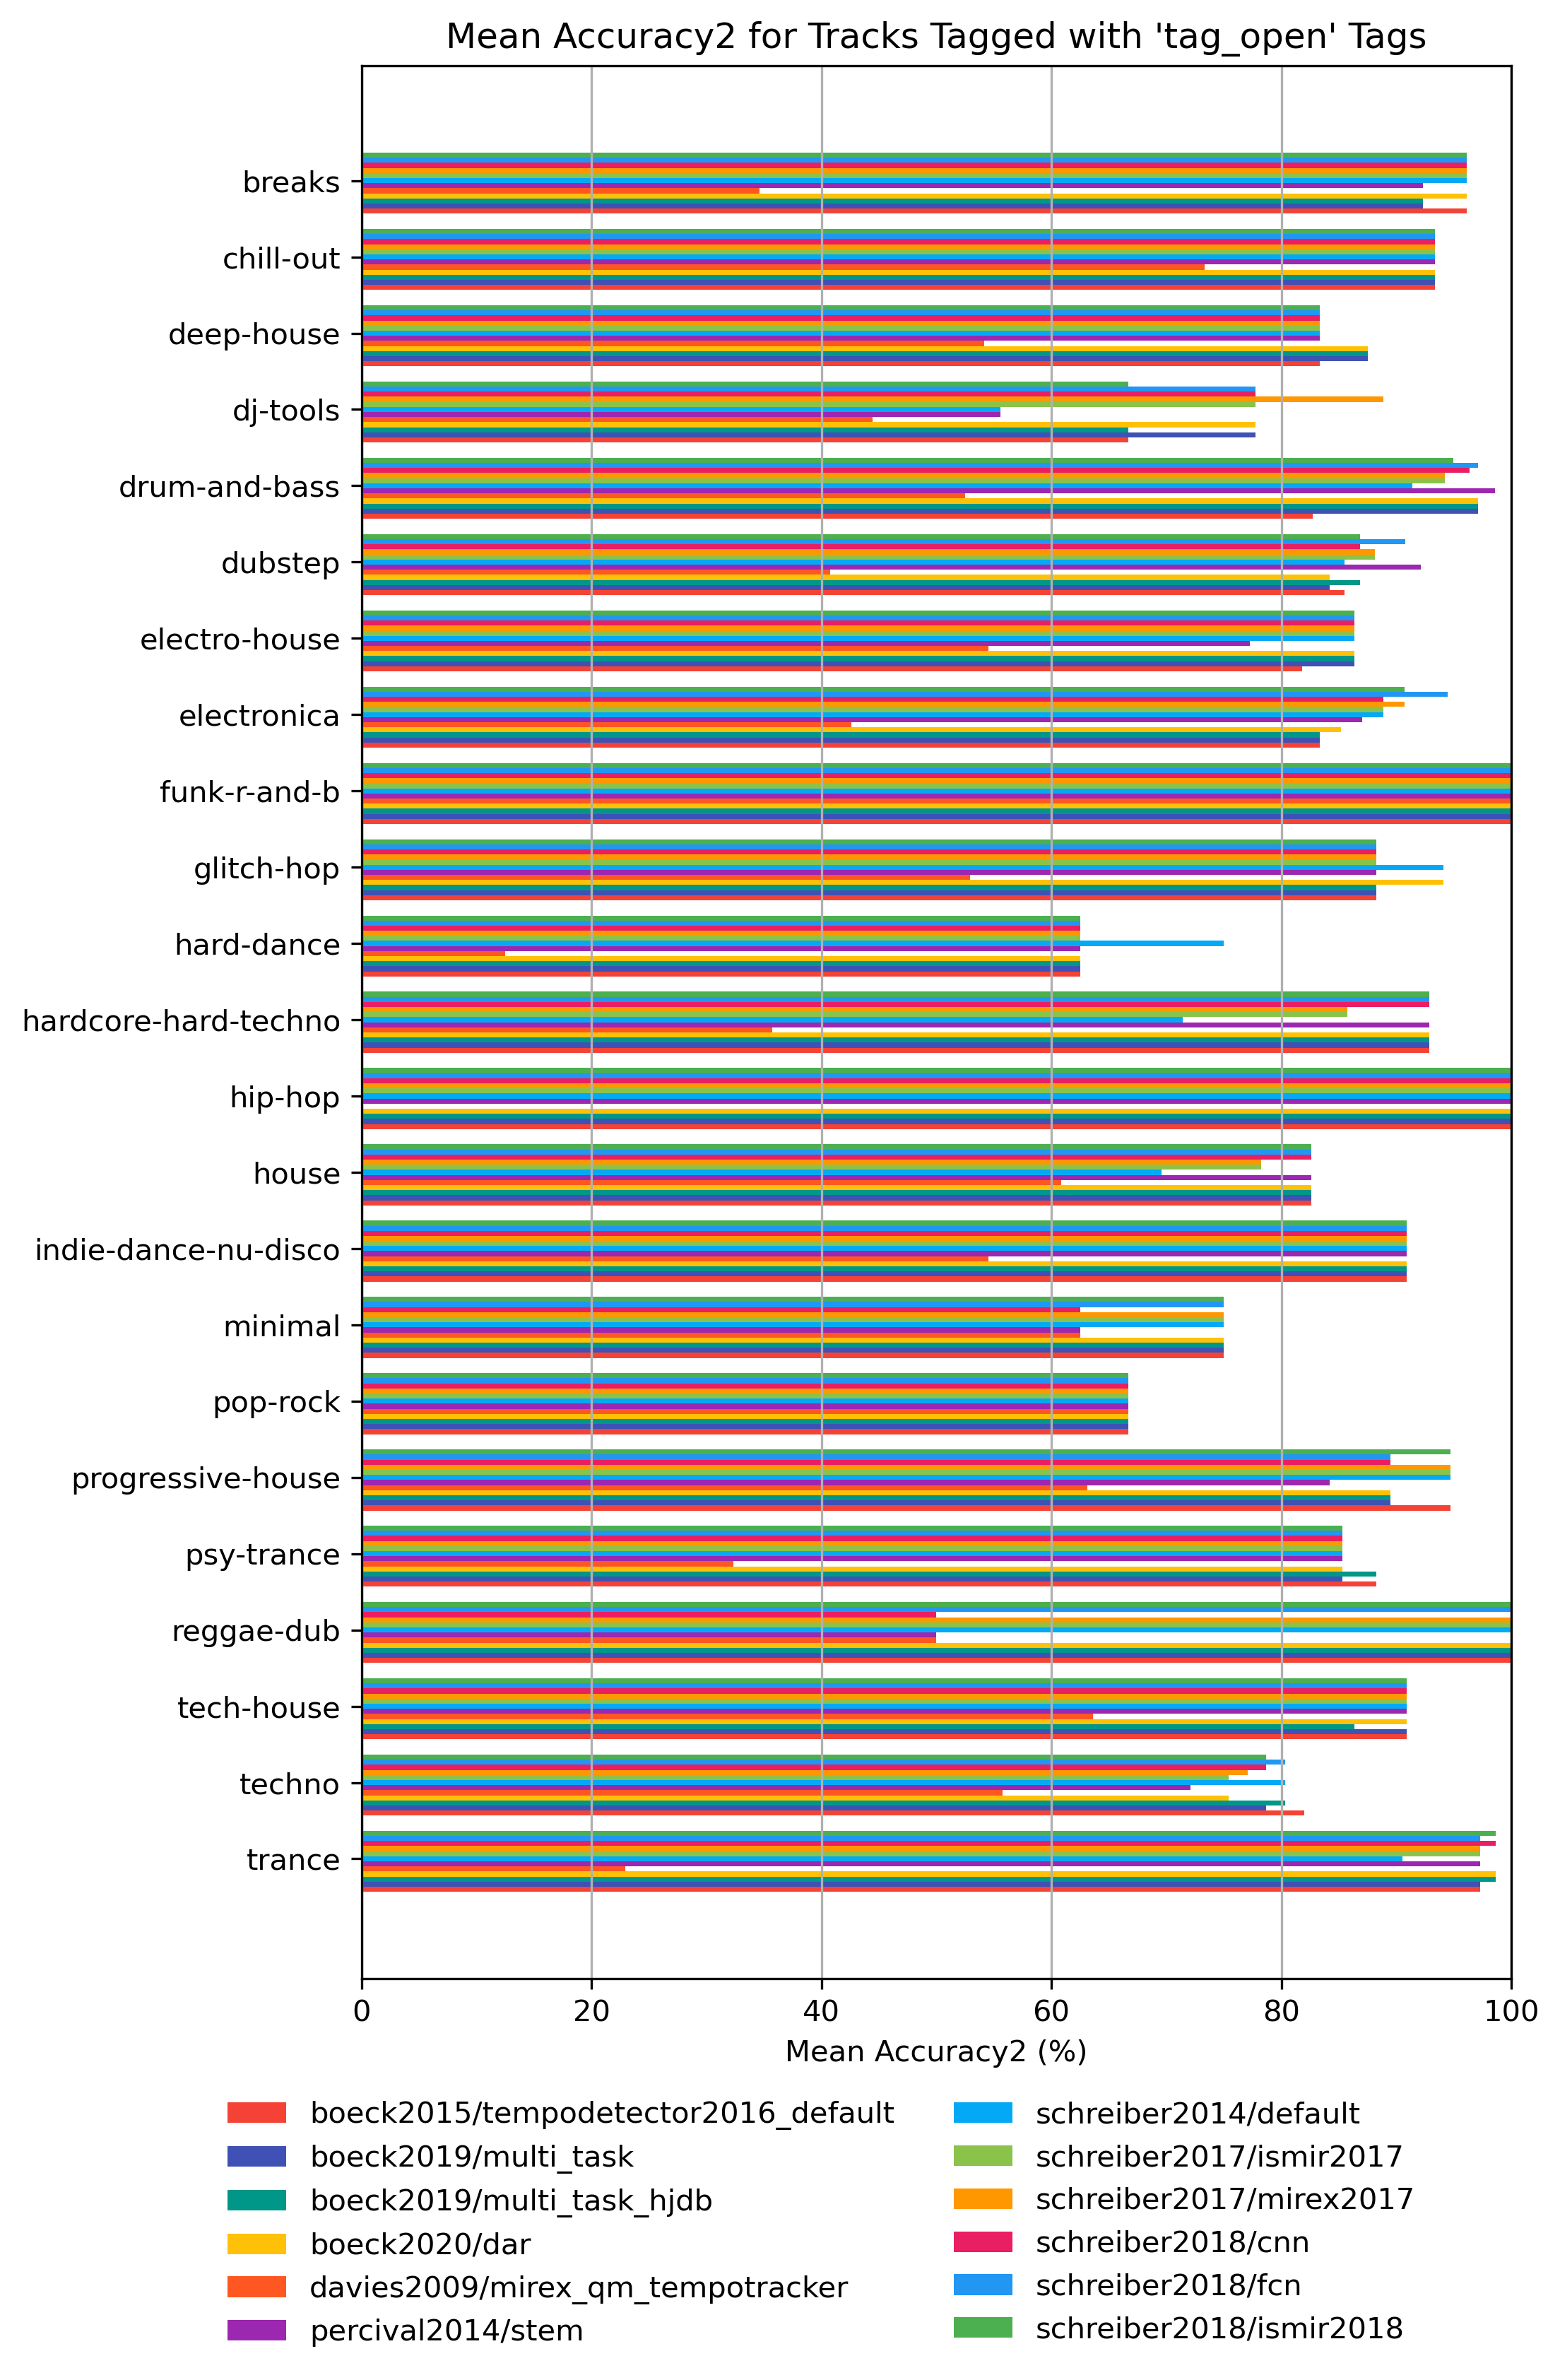 Mean Accuracy2 for Tracks Tagged with 'tag_open' Tags
breaks
chill-out
deep-house
dj-tools
drum-and-bass
dubstep
electro-house
electronica
funk-r-and-b
glitch-hop
hard-dance
hardcore-hard-techno
hip-hop
house
indie-dance-nu-disco
minimal
pop-rock
progressive-house
psy-trance
reggae-dub
tech-house
techno
trance
0 20 40 60 80 100
Mean Accuracy2 (%)
boeck2015/tempodetector2016_default
boeck2019/multi_task
boeck2019/multi_task_hjdb
boeck2020/dar
davies2009/mirex_qm_tempotracker
percival2014/stem
schreiber2014/default
schreiber2017/ismir2017
schreiber2017/mirex2017
schreiber2018/cnn
schreiber2018/fcn
schreiber2018/ismir2018